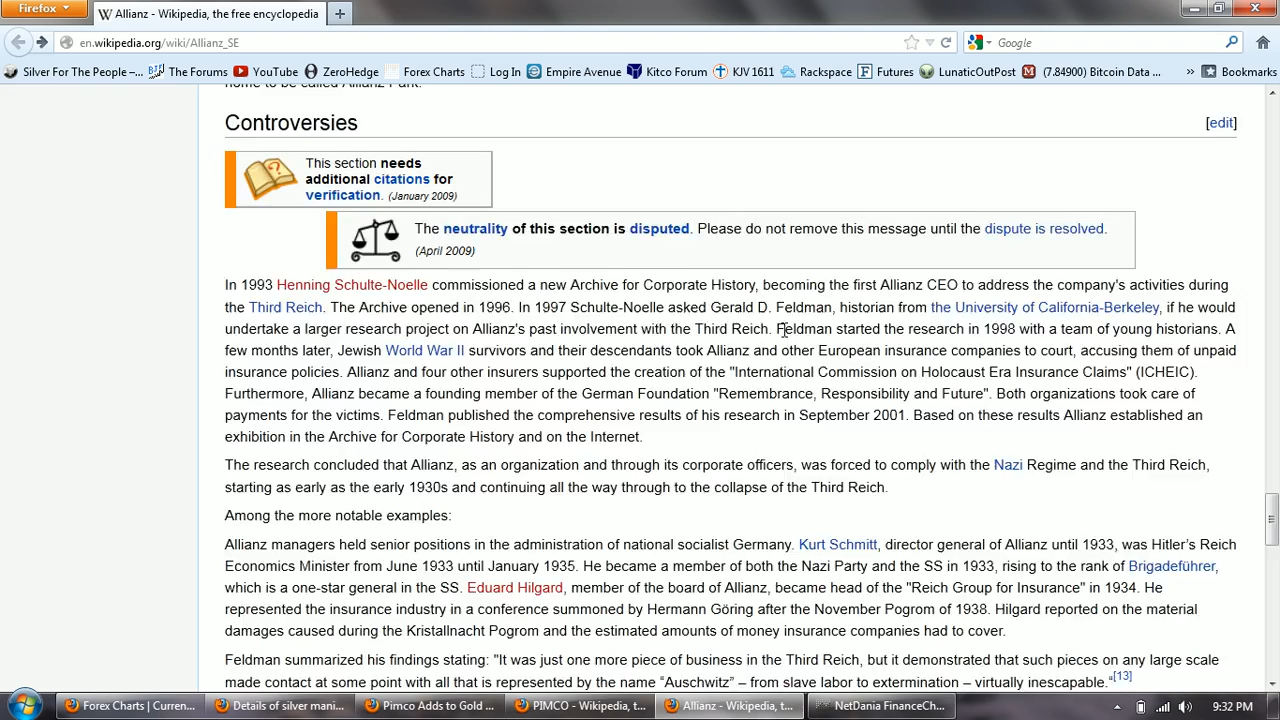 Firefox
Allianz - Wikipedia, the free encyclopedia
en.wikipedia.org/wiki/Allianz_SE
Google
Silver For The People –...
The Forums
YouTube
ZeroHedge
Forex Charts
Log In
Empire Avenue
Kitco Forum
KJV 1611
Rackspace
Futures
LunaticOutPost
(7.84900) Bitcoin Data ...
»
Bookmarks
home to be called Allianz Park.
Controversies
[edit]
This section needs
additional citations for
verification. (January 2009)
The neutrality of this section is disputed. Please do not remove this message until the dispute is resolved.
(April 2009)
In 1993 Henning Schulte-Noelle commissioned a new Archive for Corporate History, becoming the first Allianz CEO to address the company's activities during
the Third Reich. The Archive opened in 1996. In 1997 Schulte-Noelle asked Gerald D. Feldman, historian from the University of California-Berkeley, if he would
undertake a larger research project on Allianz's past involvement with the Third Reich. Feldman started the research in 1998 with a team of young historians. A
few months later, Jewish World War II survivors and their descendants took Allianz and other European insurance companies to court, accusing them of unpaid
insurance policies. Allianz and four other insurers supported the creation of the "International Commission on Holocaust Era Insurance Claims" (ICHEIC).
Furthermore, Allianz became a founding member of the German Foundation "Remembrance, Responsibility and Future". Both organizations took care of
payments for the victims. Feldman published the comprehensive results of his research in September 2001. Based on these results Allianz established an
exhibition in the Archive for Corporate History and on the Internet.
The research concluded that Allianz, as an organization and through its corporate officers, was forced to comply with the Nazi Regime and the Third Reich,
starting as early as the early 1930s and continuing all the way through to the collapse of the Third Reich.
Among the more notable examples:
Allianz managers held senior positions in the administration of national socialist Germany. Kurt Schmitt, director general of Allianz until 1933, was Hitler's Reich
Economics Minister from June 1933 until January 1935. He became a member of both the Nazi Party and the SS in 1933, rising to the rank of Brigadeführer,
which is a one-star general in the SS. Eduard Hilgard, member of the board of Allianz, became head of the "Reich Group for Insurance" in 1934. He
represented the insurance industry in a conference summoned by Hermann Göring after the November Pogrom of 1938. Hilgard reported on the material
damages caused during the Kristallnacht Pogrom and the estimated amounts of money insurance companies had to cover.
Feldman summarized his findings stating: "It was just one more piece of business in the Third Reich, but it demonstrated that such pieces on any large scale
made contact at some point with all that is represented by the name “Auschwitz” – from slave labor to extermination – virtually inescapable."[13]
Forex Charts | Curren...
Details of silver mani...
Pimco Adds to Gold ...
PIMCO - Wikipedia, t...
Allianz - Wikipedia, t...
NetDania FinanceCh...
9:32 PM